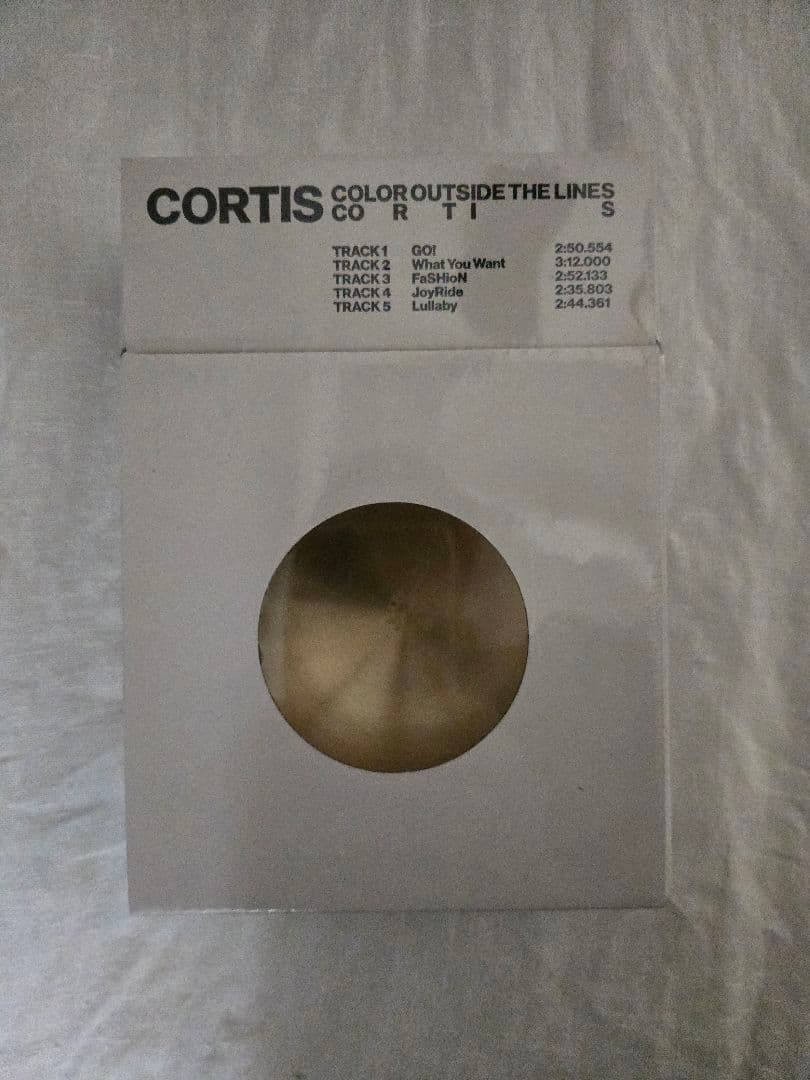 CORTIS COLOR OUTSIDE THE LINES
CO R T I S
TRACK 1 GO! 2:50.554
TRACK 2 What You Want 3:12.000
TRACK 3 FaSHioN 2:52.133
TRACK 4 JoyRide 2:35.803
TRACK 5 Lullaby 2:44.361